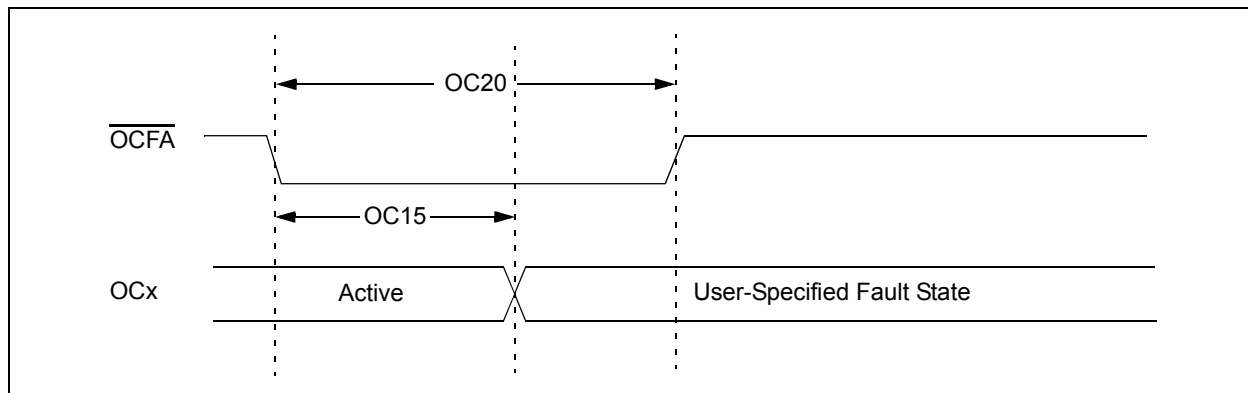 OC20
OCFA
OC15
OCx
Active
User-Specified Fault State